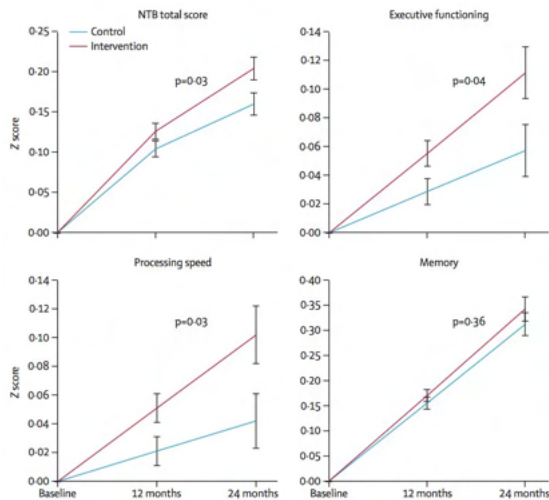 NTB total score
Z score
0·25
0·20
0·15
0·10
0·05
0·00
Control
Intervention
p=0·03
Executive functioning
0·14
0·12
0·10
0·08
0·06
0·04
0·02
0·00
p=0·04
Processing speed
Z score
0·14
0·12
0·10
0·08
0·06
0·04
0·02
0·00
p=0·03
Baseline
12 months
24 months
Memory
0·40
0·35
0·30
0·25
0·20
0·15
0·10
0·05
0·00
p=0·36
Baseline
12 months
24 months